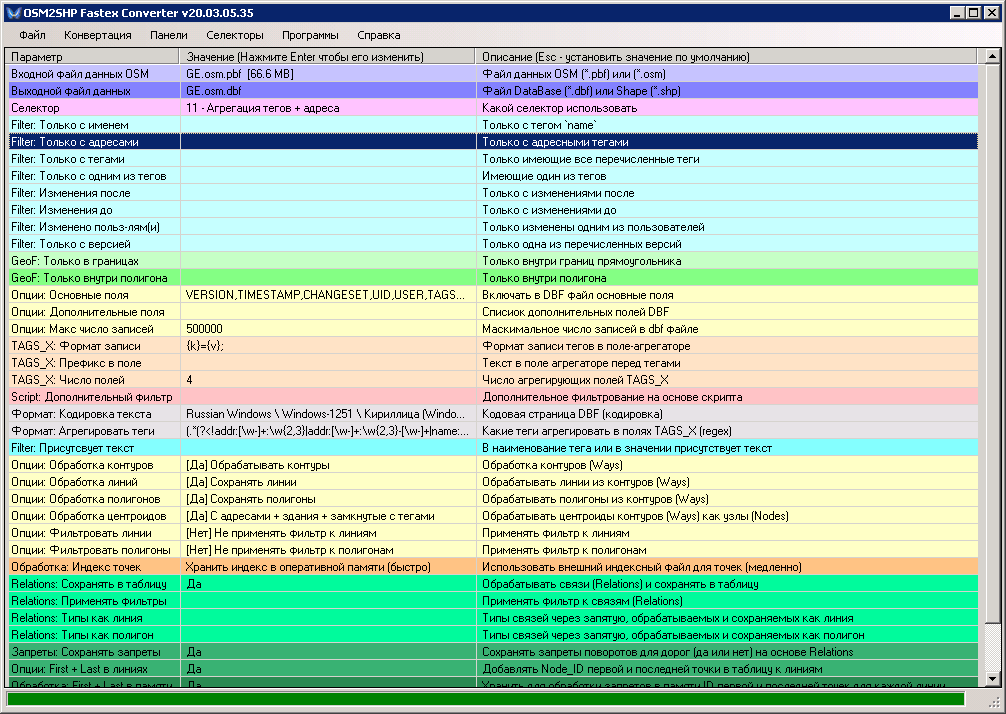 OSM2SHP Fastex Converter v20.03.05.35
Файл Конвертация Панели Селекторы Программы Справка
Параметр Значение (Нажмите Enter чтобы его изменить) Описание (Esc - установить значение по умолчанию)
Входной файл данных OSM GE.osm.pbf [66.6 MB] Файл данных OSM (*.pbf) или (*.osm)
Выходной файл данных GE.osm.dbf Файл DataBase (*.dbf) или Shape (*.shp)
Селектор 11 - Агрегация тегов + адреса Какой селектор использовать
Filter: Только с именем Только с тегом `name`
Filter: Только с адресами Только с адресными тегами
Filter: Только с тегами Только имеющие все перечисленные теги
Filter: Только с одним из тегов Имеющие один из тегов
Filter: Изменения после Только с изменениями после
Filter: Изменения до Только с изменениями до
Filter: Изменено польз-лям(и) Только изменены одним из пользователей
Filter: Только с версией Только одна из перечисленных версий
GeoF: Только в границах Только внутри границ прямоугольника
GeoF: Только внутри полигона Только внутри полигона
Опции: Основные поля VERSION,TIMESTAMP,CHANGESET,UID,USER,TAGS... Включать в DBF файл основные поля
Опции: Дополнительные поля Списиок дополнительных полей DBF
Опции: Макс число записей 500000 Маскимальное число записей в dbf файле
TAGS_X: Формат записи {k}={v}; Формат записи тегов в поле-агрегаторе
TAGS_X: Префикс в поле Текст в поле агрегаторе перед тегами
TAGS_X: Число полей 4 Число агрегирующих полей TAGS_X
Script: Дополнительный фильтр Дополнительное фильтрование на основе скрипта
Формат: Кодировка текста Russian Windows \ Windows-1251 \ Кириллица (Windo... Кодовая страница DBF (кодировка)
Формат: Агрегировать теги (.*(?<!addr:[\w-]+:\w{2,3}|addr:[\w-]+:\w{2,3}-[\w-]+|name:... Какие теги агрегировать в полях TAGS_X (regex)
Filter: Присутсвует текст В наименование тега или в значении присутствует текст
Опции: Обработка контуров [Да] Обрабатывать контуры Обработка контуров (Ways)
Опции: Обработка линий [Да] Сохранять линии Обрабатывать линии из контуров (Ways)
Опции: Обработка полигонов [Да] Сохранять полигоны Обрабатывать полигоны из контуров (Ways)
Опции: Обработка центроидов [Да] С адресами + здания + замкнутые с тегами Обрабатывать центроиды контуров (Ways) как узлы (Nodes)
Опции: Фильтровать линии [Нет] Не применять фильтр к линиям Применять фильтр к линиям
Опции: Фильтровать полигоны [Нет] Не применять фильтр к полигонам Применять фильтр к полигонам
Обработка: Индекс точек Хранить индекс в оперативной памяти (быстро) Использовать внешний индексный файл для точек (медленно)
Relations: Сохранять в таблицу Да Обрабатывать связи (Relations) и сохранять в таблицу
Relations: Применять фильтры Применять фильтр к связям (Relations)
Relations: Типы как линия Типы связей через запятую, обрабатываемых и сохраняемых как линия
Relations: Типы как полигон Типы связей через запятую, обрабатываемых и сохраняемых как полигон
Запреты: Сохранять запреты Да Сохранять запреты поворотов для дорог (да или нет) на основе Relations
Опции: First + Last в линиях Да Добавлять Node_ID первой и последней точки в таблицу к линиям
Обработка: First + Last в памяти Да Хранить для обработки запретов в памяти ID первой и последней точек для каждой линии